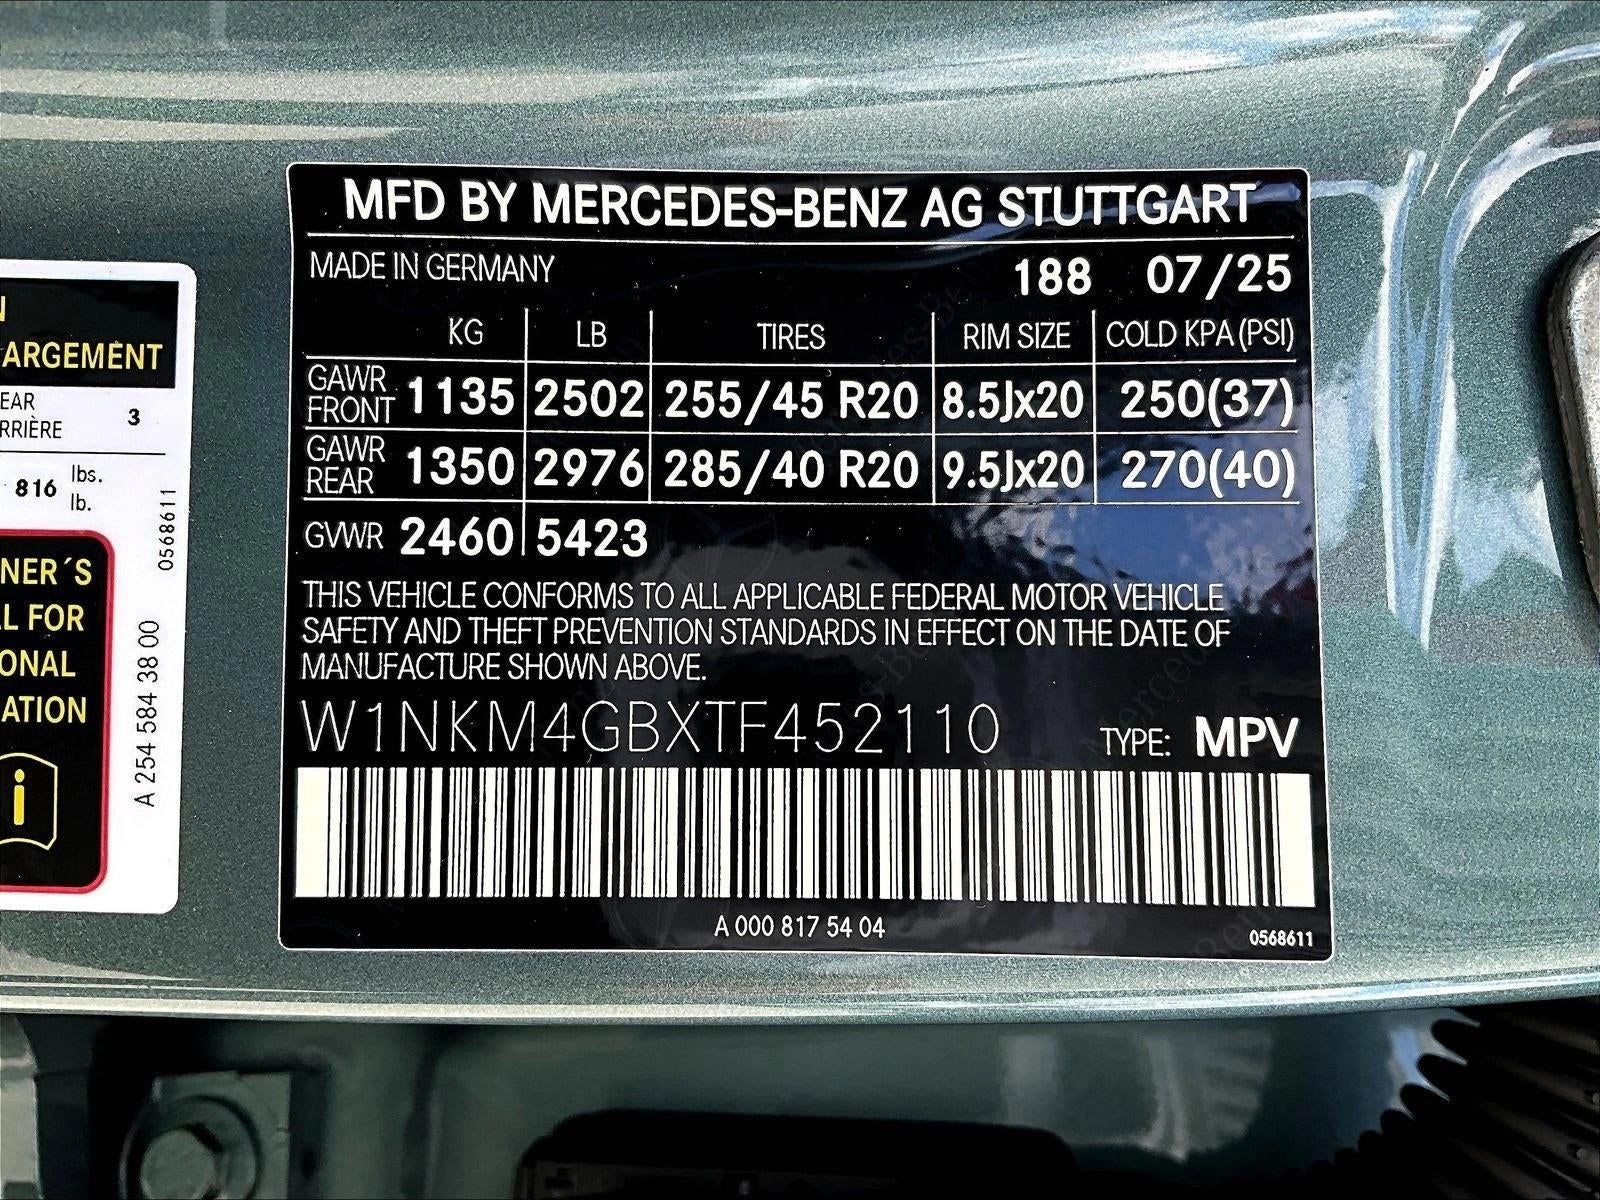 MFD BY MERCEDES-BENZ AG STUTTGART
MADE IN GERMANY 188 07/25
KG LB TIRES RIM SIZE COLD KPA (PSI)
GAWR FRONT 1135 2502 255/45 R20 8.5Jx20 250(37)
GAWR REAR 1350 2976 285/40 R20 9.5Jx20 270(40)
GVWR 2460 5423
THIS VEHICLE CONFORMS TO ALL APPLICABLE FEDERAL MOTOR VEHICLE
SAFETY AND THEFT PREVENTION STANDARDS IN EFFECT ON THE DATE OF
MANUFACTURE SHOWN ABOVE.
W1NKM4GBXTF452110 TYPE: MPV
A 000 817 54 04
0568611
N
ARGEMENT
EAR
RRIÈRE 3
816 lbs.
lb.
0568611
NER´S
L FOR
ONAL
ATION
i
A 254 584 38 00